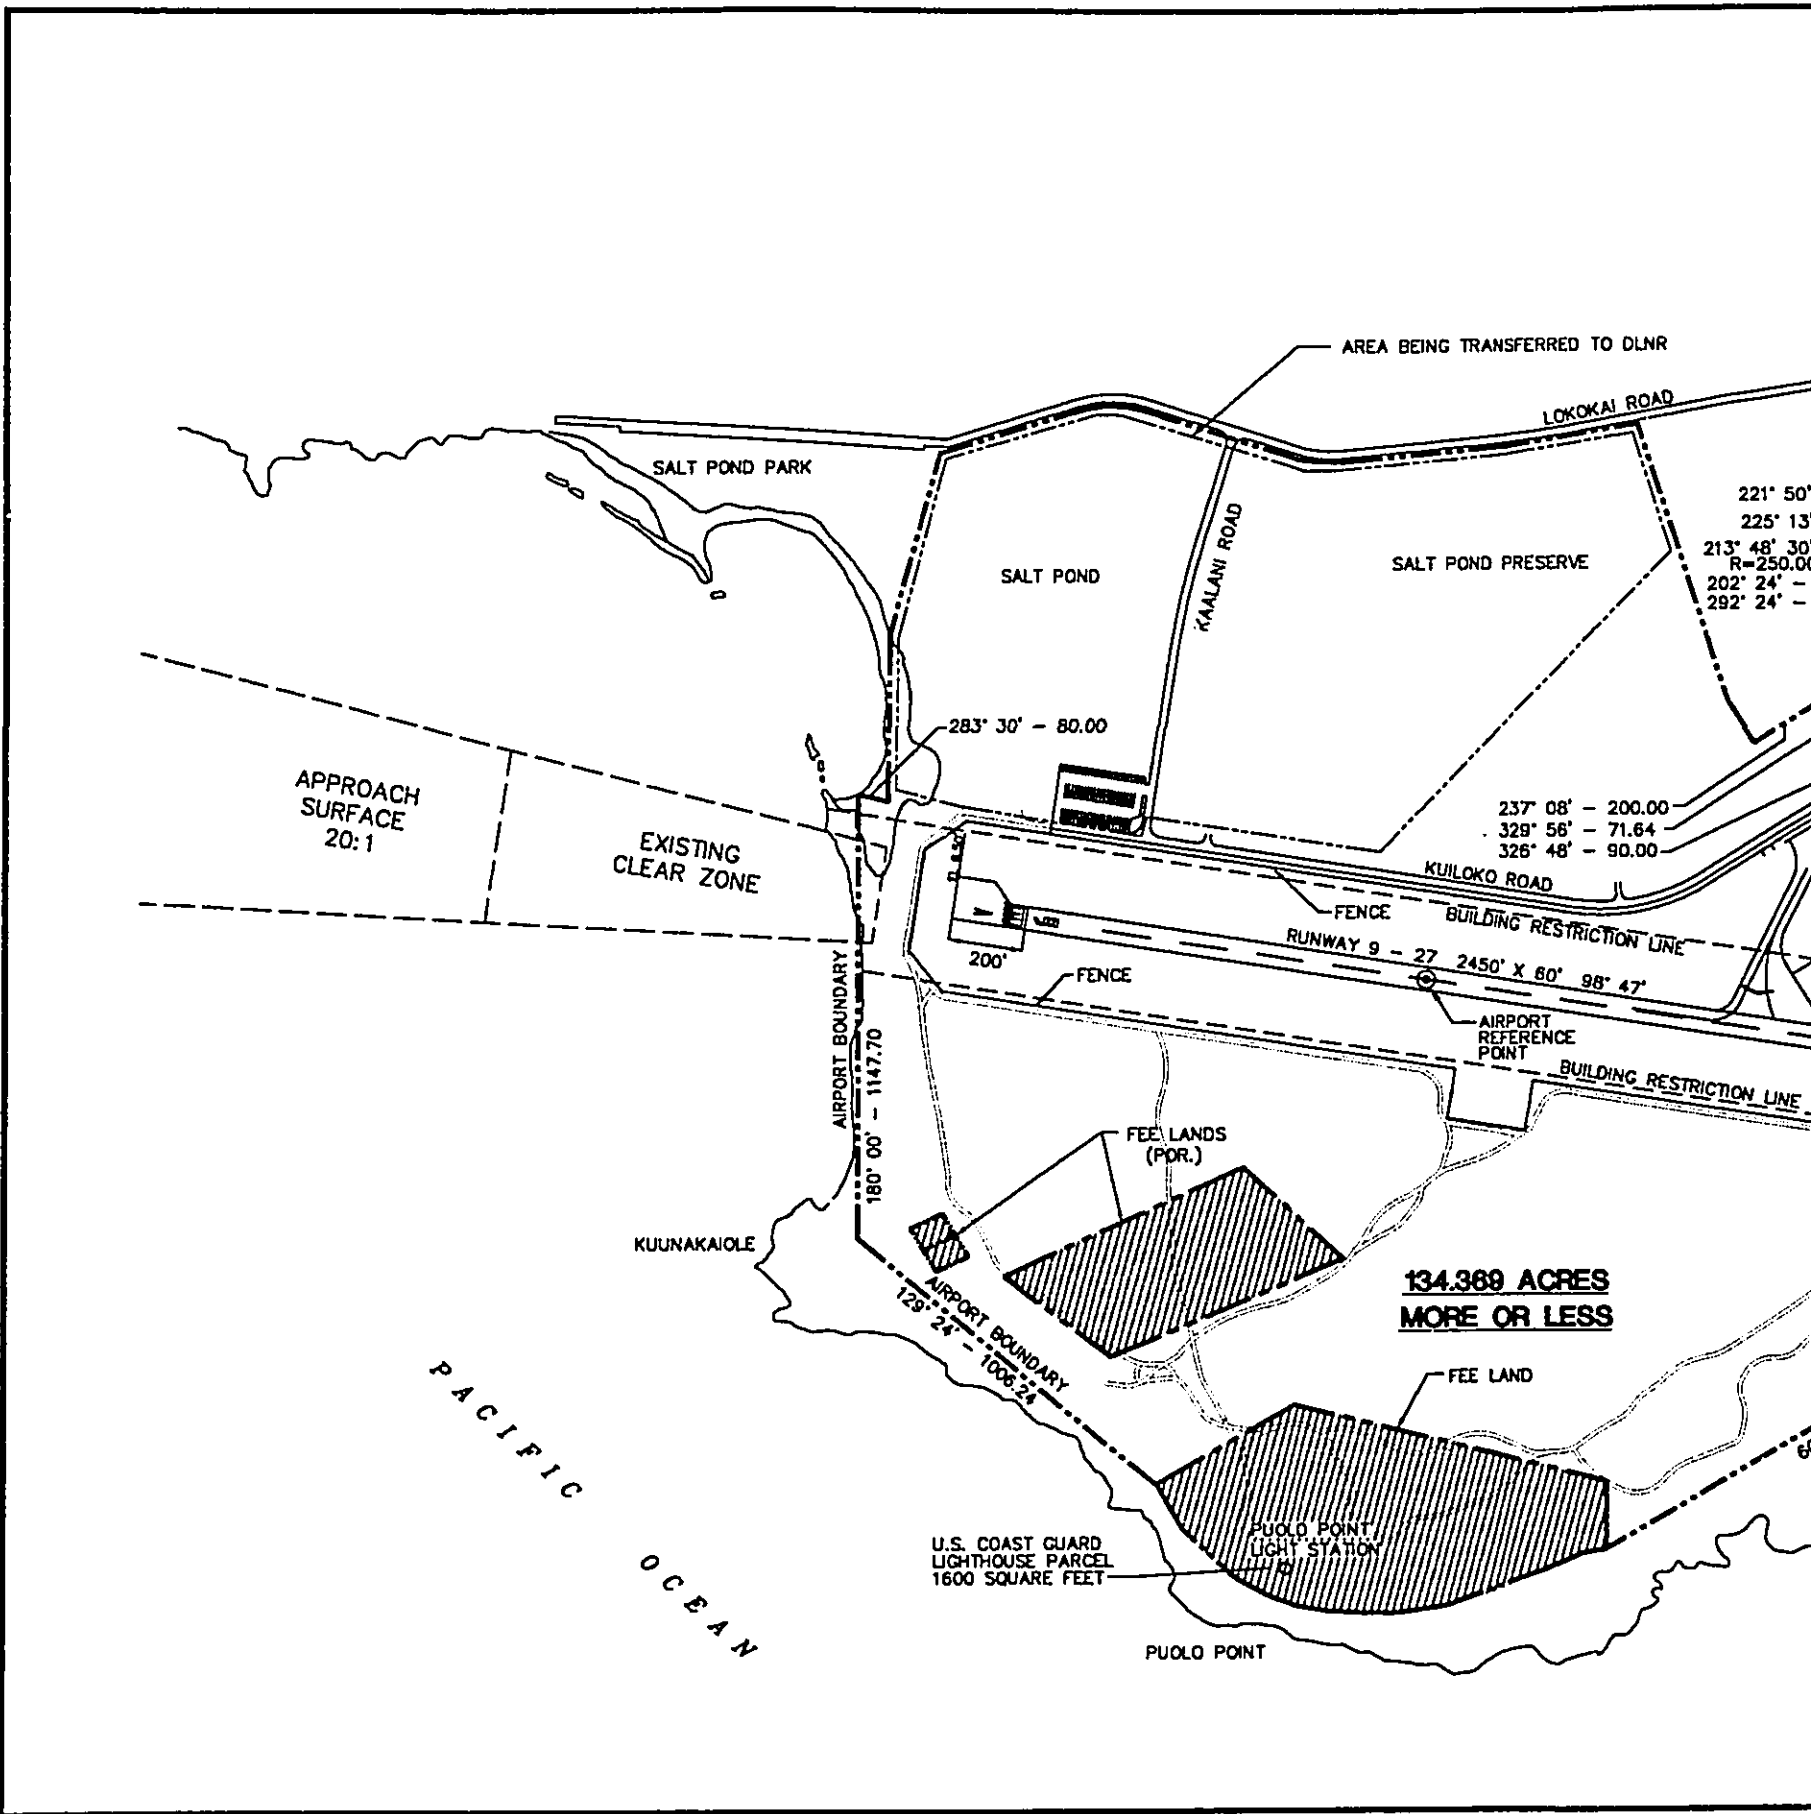 AREA BEING TRANSFERRED TO DLNR
LOKOKAI ROAD
SALT POND PARK
221° 50'
225° 13'
213° 48' 30"
R=250.00
202° 24' -
292° 24' -
KAALANI ROAD
SALT POND
SALT POND PRESERVE
283° 30' - 80.00
APPROACH
SURFACE
20:1
EXISTING
CLEAR ZONE
237° 08' - 200.00
329° 56' - 71.64
326° 48' - 90.00
KUILOKO ROAD
FENCE
BUILDING RESTRICTION LINE
RUNWAY 9 - 27 2450' X 60' 98° 47'
200'
FENCE
AIRPORT BOUNDARY
180° 00' - 1147.70
AIRPORT
REFERENCE
POINT
BUILDING RESTRICTION LINE
FEE LANDS
(POR.)
KUUNAKAIOLE
AIRPORT BOUNDARY
129° 24' - 1006.24
134.369 ACRES
MORE OR LESS
FEE LAND
PACIFIC
OCEAN
U.S. COAST GUARD
LIGHTHOUSE PARCEL
1600 SQUARE FEET
PUOLO POINT
LIGHT STATION
PUOLO POINT